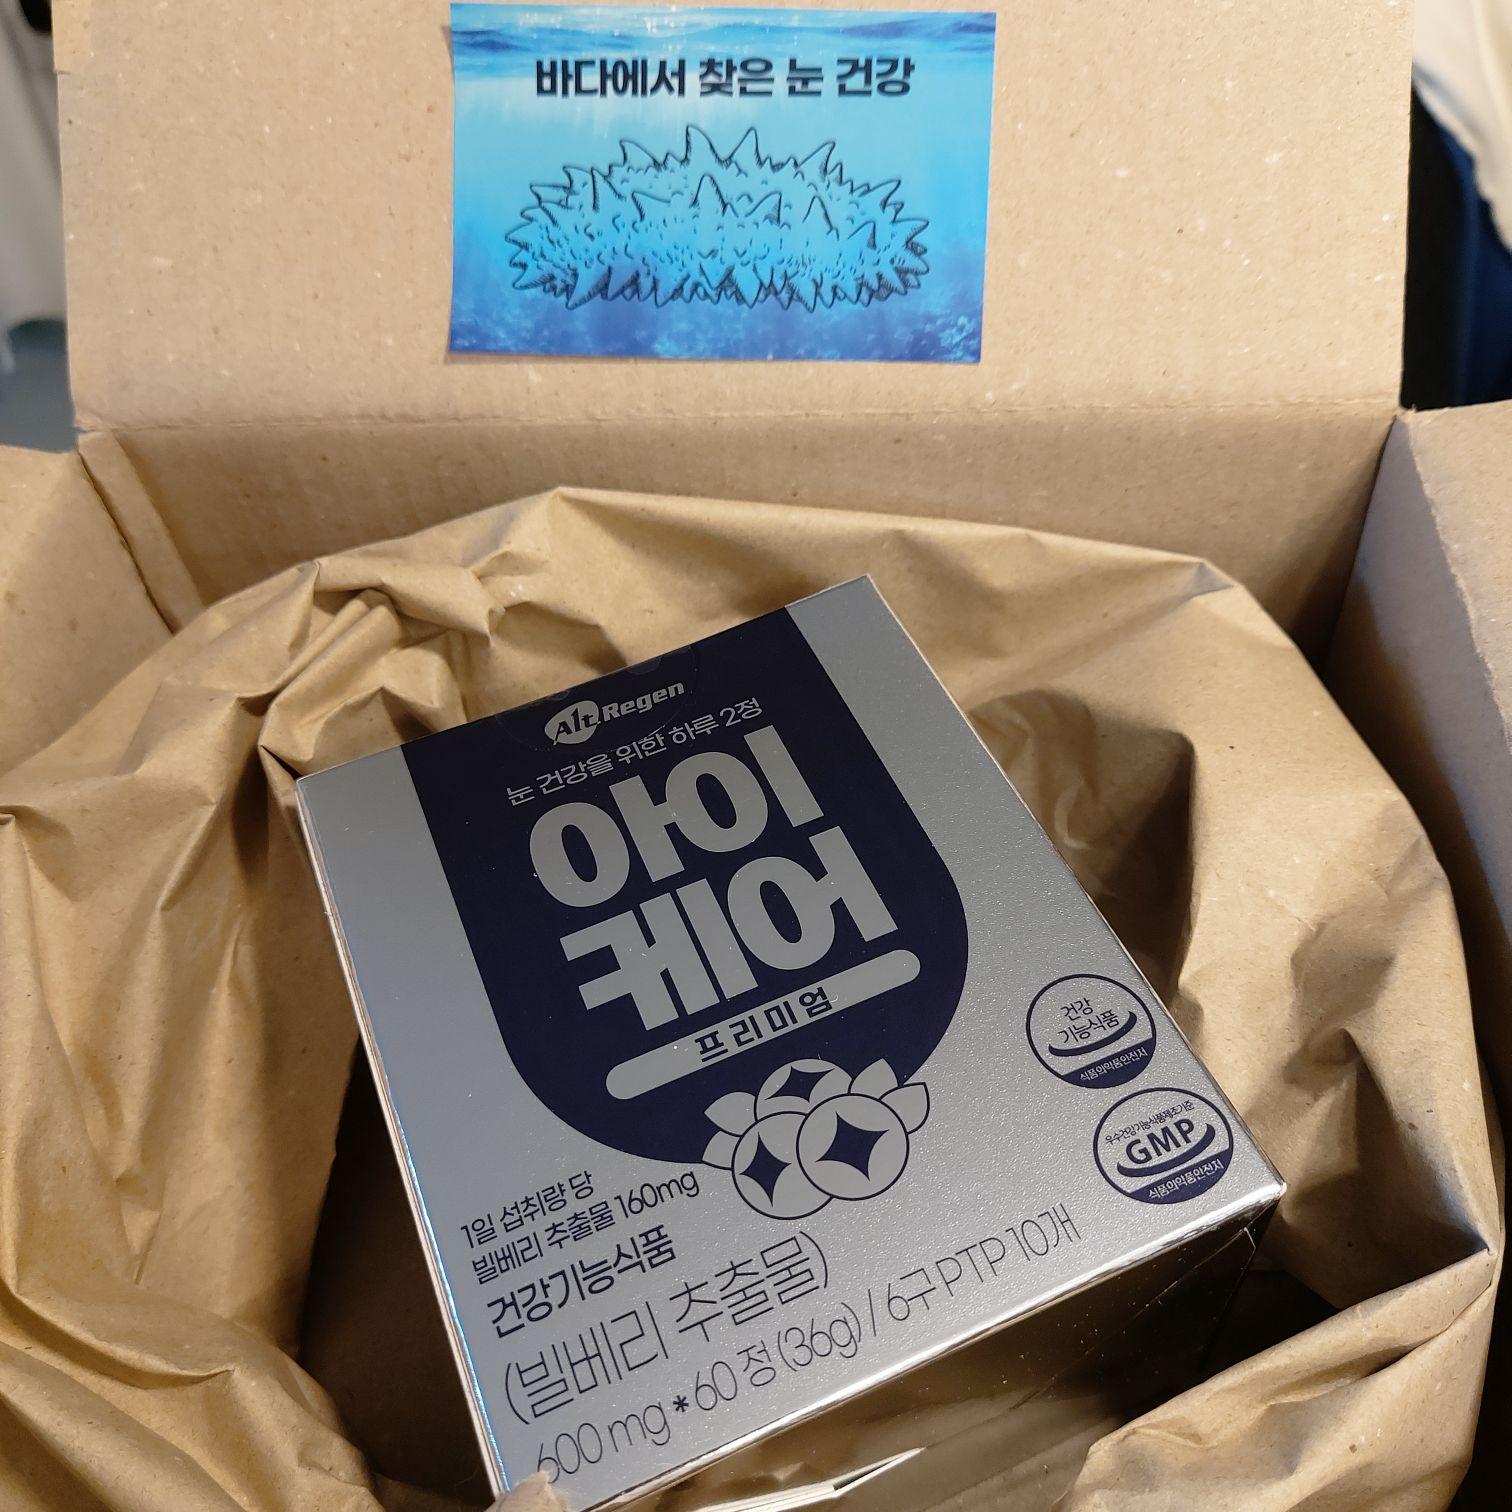 바다에서 찾은 눈 건강
Alt.Regen
눈 건강을 위한 하루 2정
아이
케어
프리미엄
건강
기능식품
식품의약품안전처
우수건강기능식품제조기준
GMP
식품의약품안전처
1일 섭취량 당
빌베리 추출물 160mg
건강기능식품
(빌베리 추출물)
600 mg * 60 정 (36g) / 6구 PTP 10개